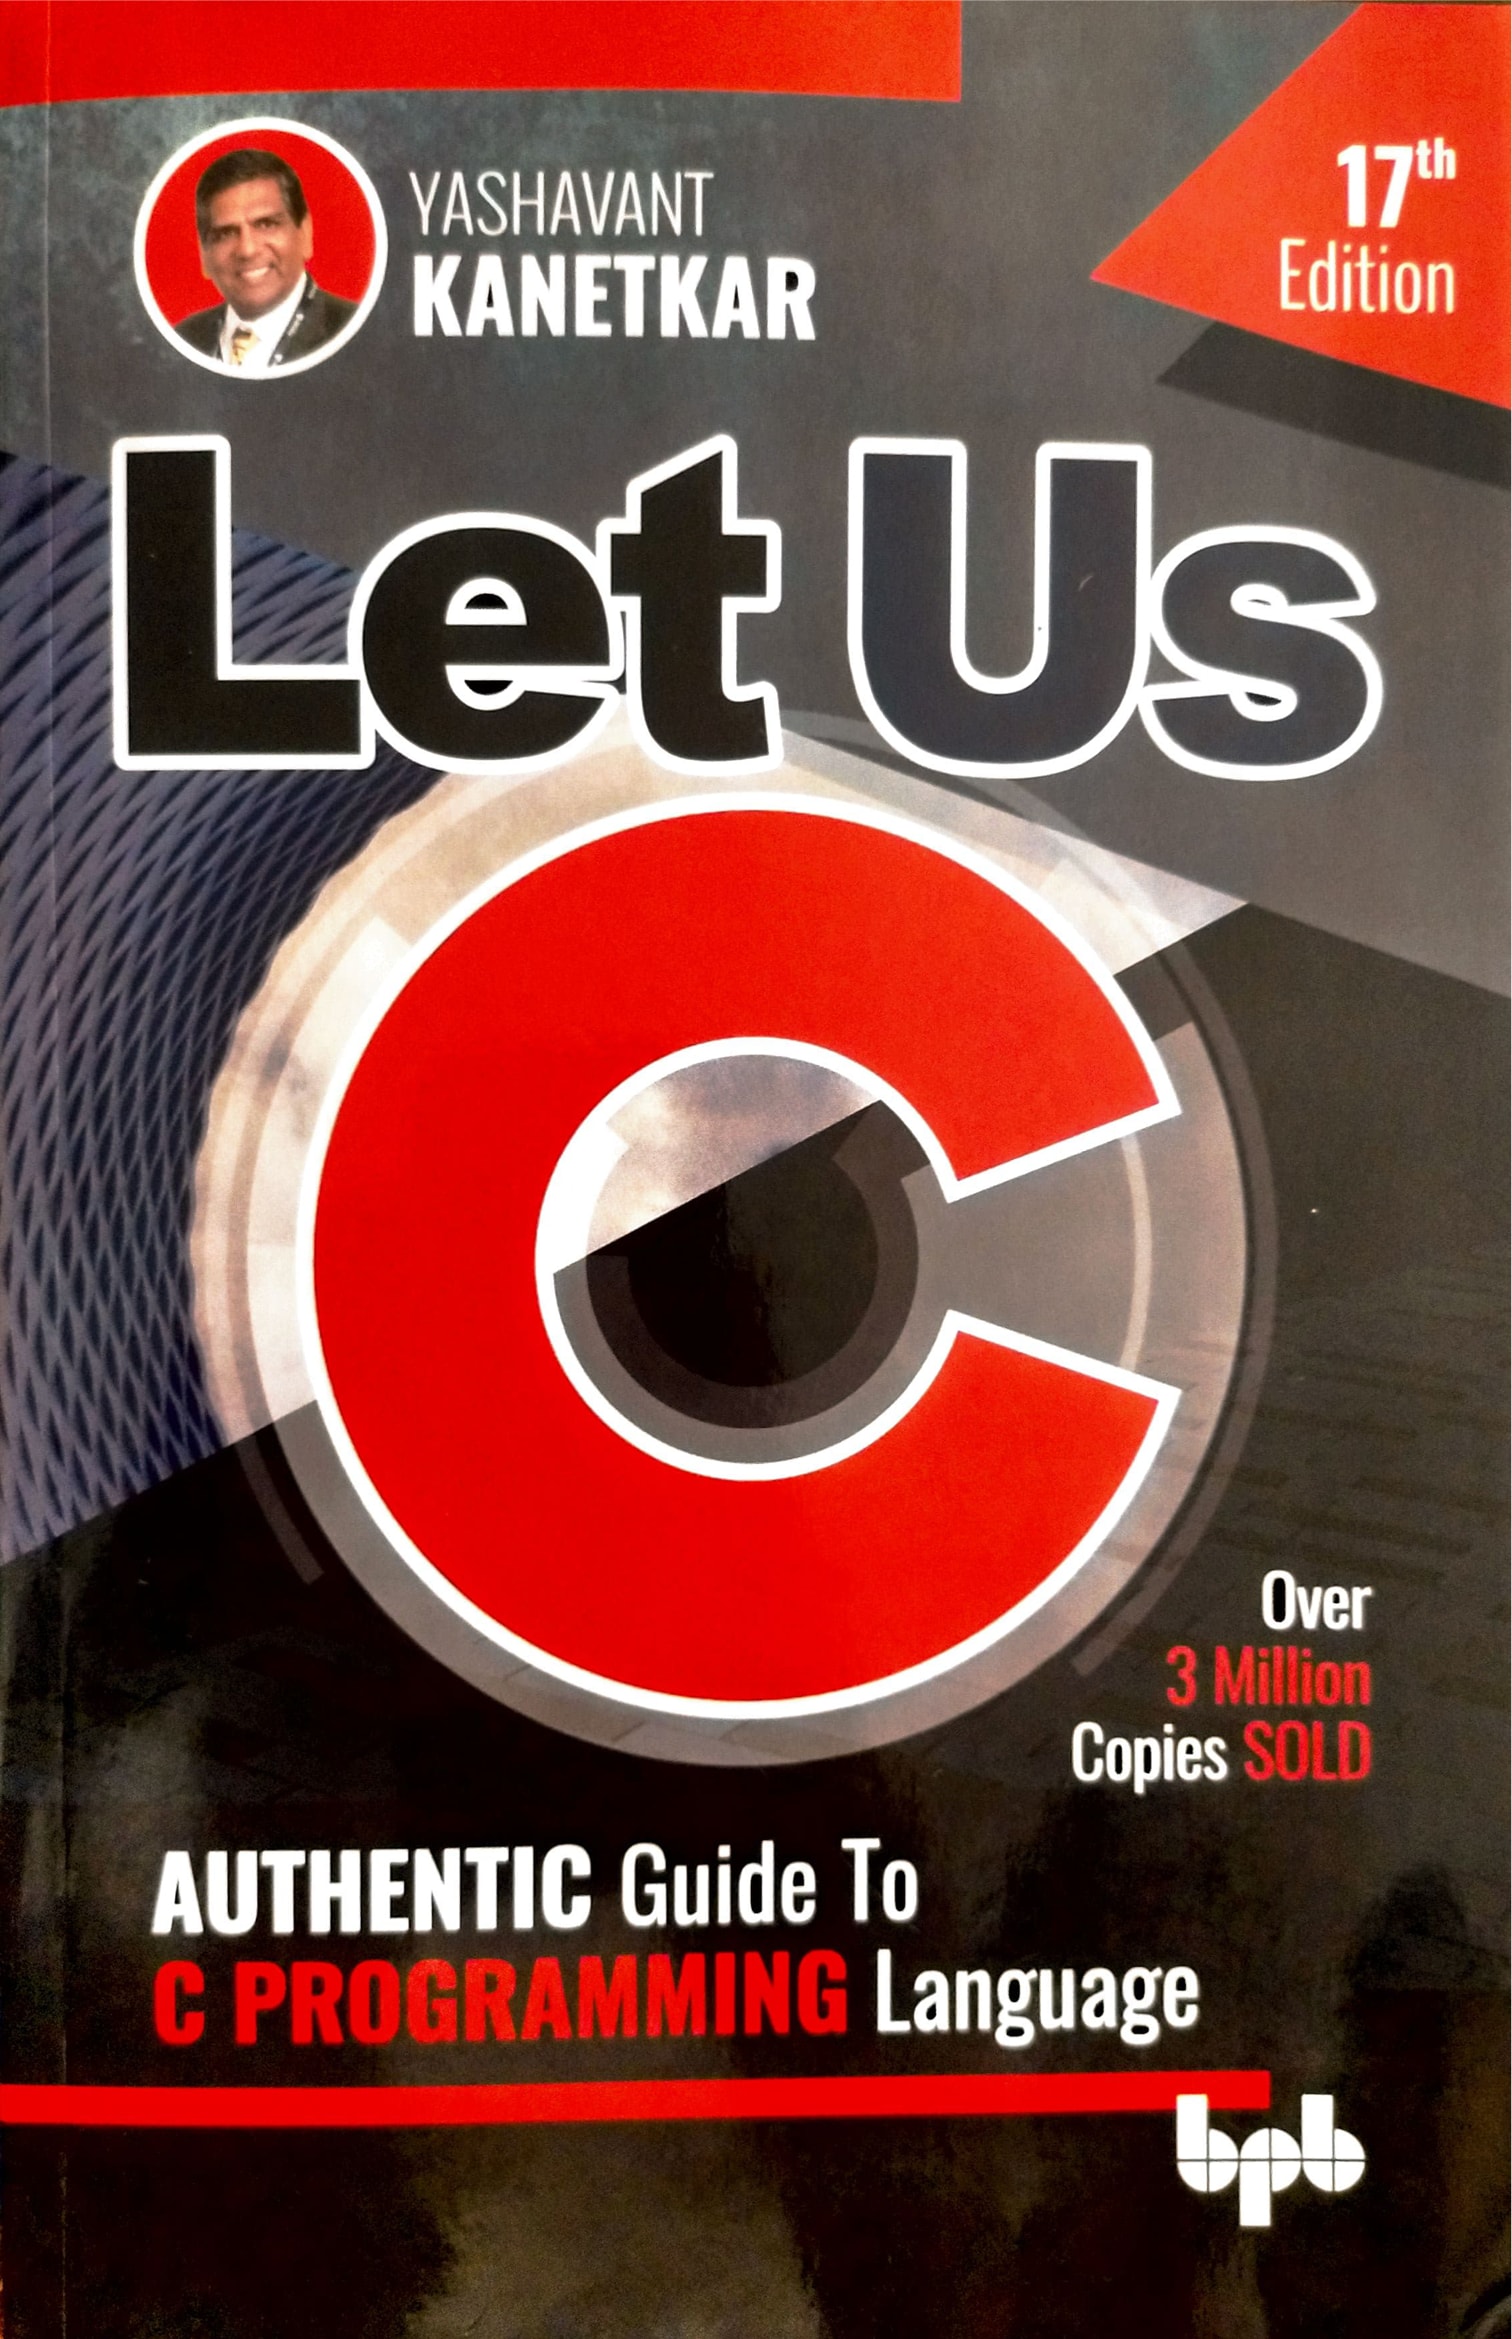 YASHAVANT
KANETKAR
17th
Edition
Let Us
C
Over
3 Million
Copies SOLD
AUTHENTIC Guide To
C PROGRAMMING Language
bpb